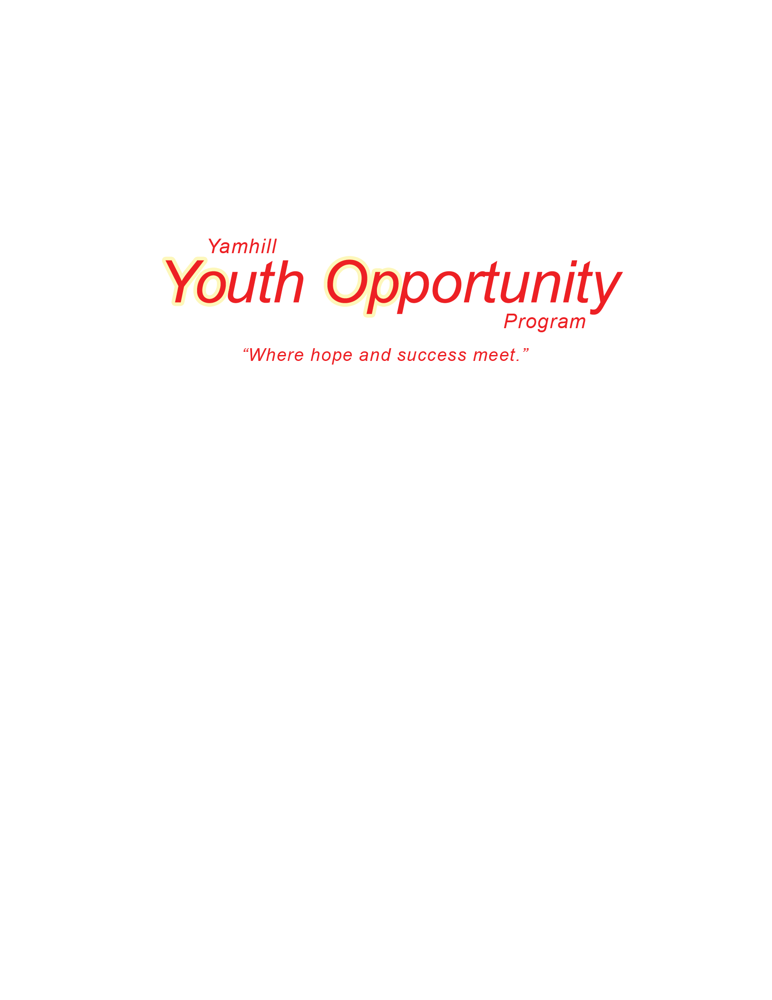 Yamhill
Youth Opportunity
Program
“Where hope and success meet.”